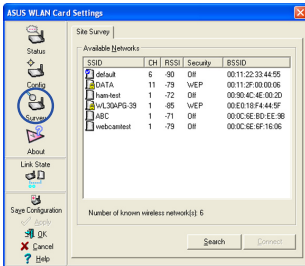 ASUS WLAN Card Settings
Status
Config
Survey
About
Link State
Save Configuration
Apply
OK
Cancel
Help
Site Survey
Available Networks
SSID CH RSSI Security BSSID
default 6 -90 Off 00:11:22:33:44:55
DATA 11 -79 WEP 00:11:2F:00:00:06
ham-test 1 -72 Off 00:90:4C:4E:00:2D
WL30APG-39 1 -85 WEP 00:E0:18:F4:44:5F
ABC 1 -71 Off 00:0C:6E:BD:EE:9B
webcamtest 1 -79 Off 00:0C:6E:6F:16:06
Number of known wireless network(s): 6
Search
Connect